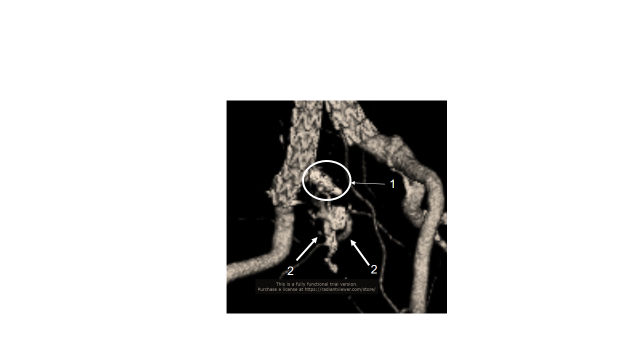 1
2
2
This is a fully functional trial version.
Purchase a license at https://radiantviewer.com/store/